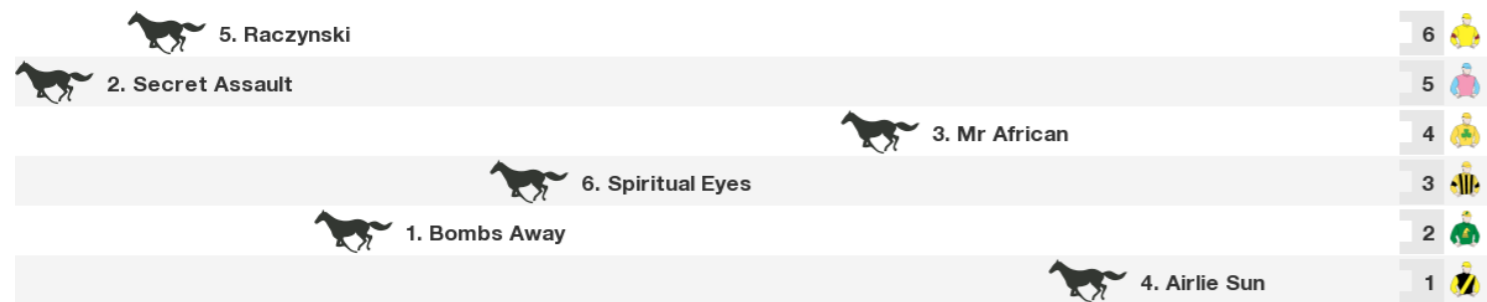 5. Raczynski 6
2. Secret Assault 5
3. Mr African 4
6. Spiritual Eyes 3
1. Bombs Away 2
4. Airlie Sun 1